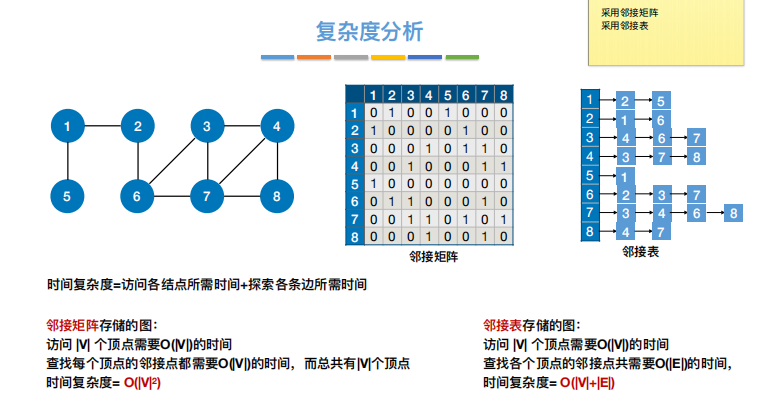 采用邻接矩阵
采用邻接表
复杂度分析
1 2 3 4
5 6 7 8
1 2 3 4 5 6 7 8
1 0 1 0 0 1 0 0 0
2 1 0 0 0 0 1 0 0
3 0 0 0 1 0 1 1 0
4 0 0 1 0 0 0 1 1
5 1 0 0 0 0 0 0 0
6 0 1 1 0 0 0 1 0
7 0 0 1 1 0 1 0 1
8 0 0 0 1 0 0 1 0
邻接矩阵
1 2 5
2 1 6
3 4 6 7
4 3 7 8
5 1
6 2 3 7
7 3 4 6 8
8 4 7
邻接表
时间复杂度=访问各结点所需时间+探索各条边所需时间
邻接矩阵存储的图：
访问 |V| 个顶点需要O(|V|)的时间
查找每个顶点的邻接点都需要O(|V|)的时间，而总共有|V|个顶点
时间复杂度= O(|V|²)
邻接表存储的图：
访问 |V| 个顶点需要O(|V|)的时间
查找各个顶点的邻接点共需要O(|E|)的时间，
时间复杂度= O(|V|+|E|)